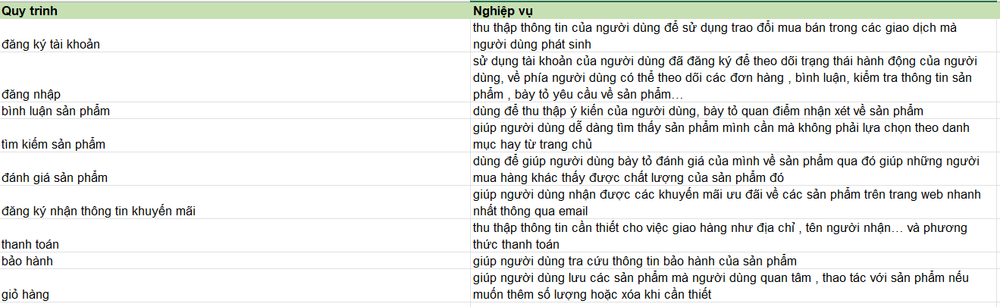 Quy trình
Nghiệp vụ
đăng ký tài khoản
thu thập thông tin của người dùng để sử dụng trao đổi mua bán trong các giao dịch mà
người dùng phát sinh
đăng nhập
sử dụng tài khoản của người dùng đã đăng ký để theo dõi trạng thái hành động của người
dùng, về phía người dùng có thể theo dõi các đơn hàng , bình luận, kiểm tra thông tin sản
phẩm , bày tỏ yêu cầu về sản phẩm...
bình luận sản phẩm
dùng để thu thập ý kiến của người dùng, bày tỏ quan điểm nhận xét về sản phẩm
tìm kiếm sản phẩm
giúp người dùng dễ dàng tìm thấy sản phẩm mình cần mà không phải lựa chọn theo danh
mục hay từ trang chủ
đánh giá sản phẩm
dùng để giúp người dùng bày tỏ đánh giá của mình về sản phẩm qua đó giúp những người
mua hàng khác thấy được chất lượng của sản phẩm đó
đăng ký nhận thông tin khuyến mãi
giúp người dùng nhận được các khuyến mãi ưu đãi về các sản phẩm trên trang web nhanh
nhất thông qua email
thanh toán
thu thập thông tin cần thiết cho việc giao hàng như địa chỉ , tên người nhận... và phương
thức thanh toán
bảo hành
giúp người dùng tra cứu thông tin bảo hành của sản phẩm
giỏ hàng
giúp người dùng lưu các sản phẩm mà người dùng quan tâm , thao tác với sản phẩm nếu
muốn thêm số lượng hoặc xóa khi cần thiết